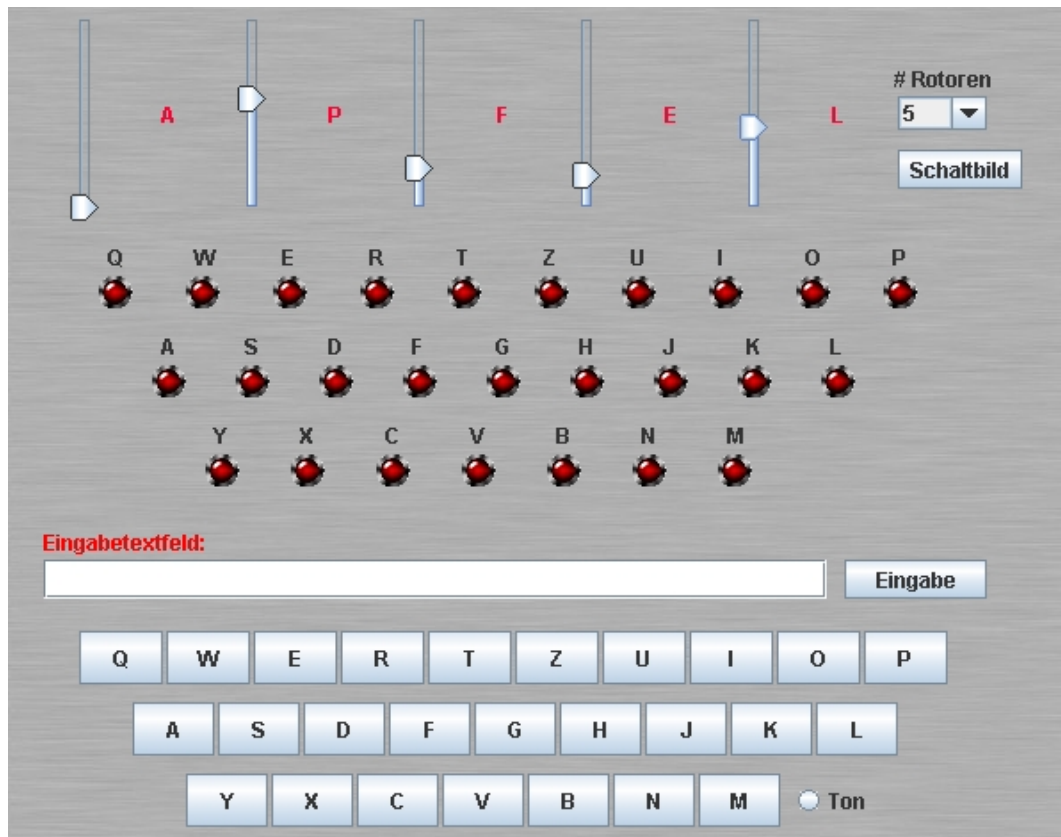 # Rotoren
A P F E L 5
Schaltbild
Q W E R T Z U I O P
A S D F G H J K L
Y X C V B N M
Eingabetextfeld:
Eingabe
Q W E R T Z U I O P
A S D F G H J K L
Y X C V B N M Ton